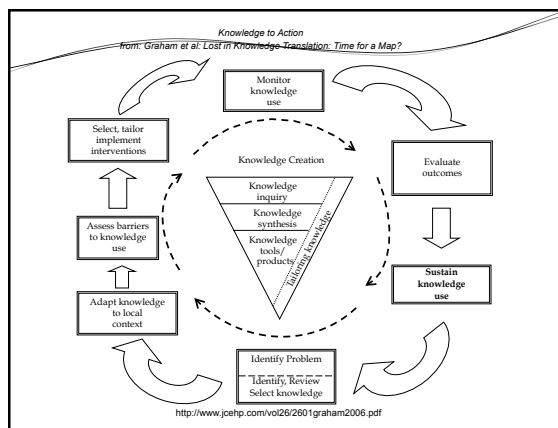 Knowledge to Action
from: Graham et al: Lost in Knowledge Translation: Time for a Map?
Monitor
knowledge
use
Select, tailor
implement
interventions
Evaluate
outcomes
Knowledge Creation
Knowledge
inquiry
Knowledge
synthesis
Knowledge
tools/
products
Tailoring knowledge
Assess barriers
to knowledge
use
Sustain
knowledge
use
Adapt knowledge
to local
context
Identify Problem
Identify, Review
Select knowledge
http://www.jcehp.com/vol26/2601graham2006.pdf